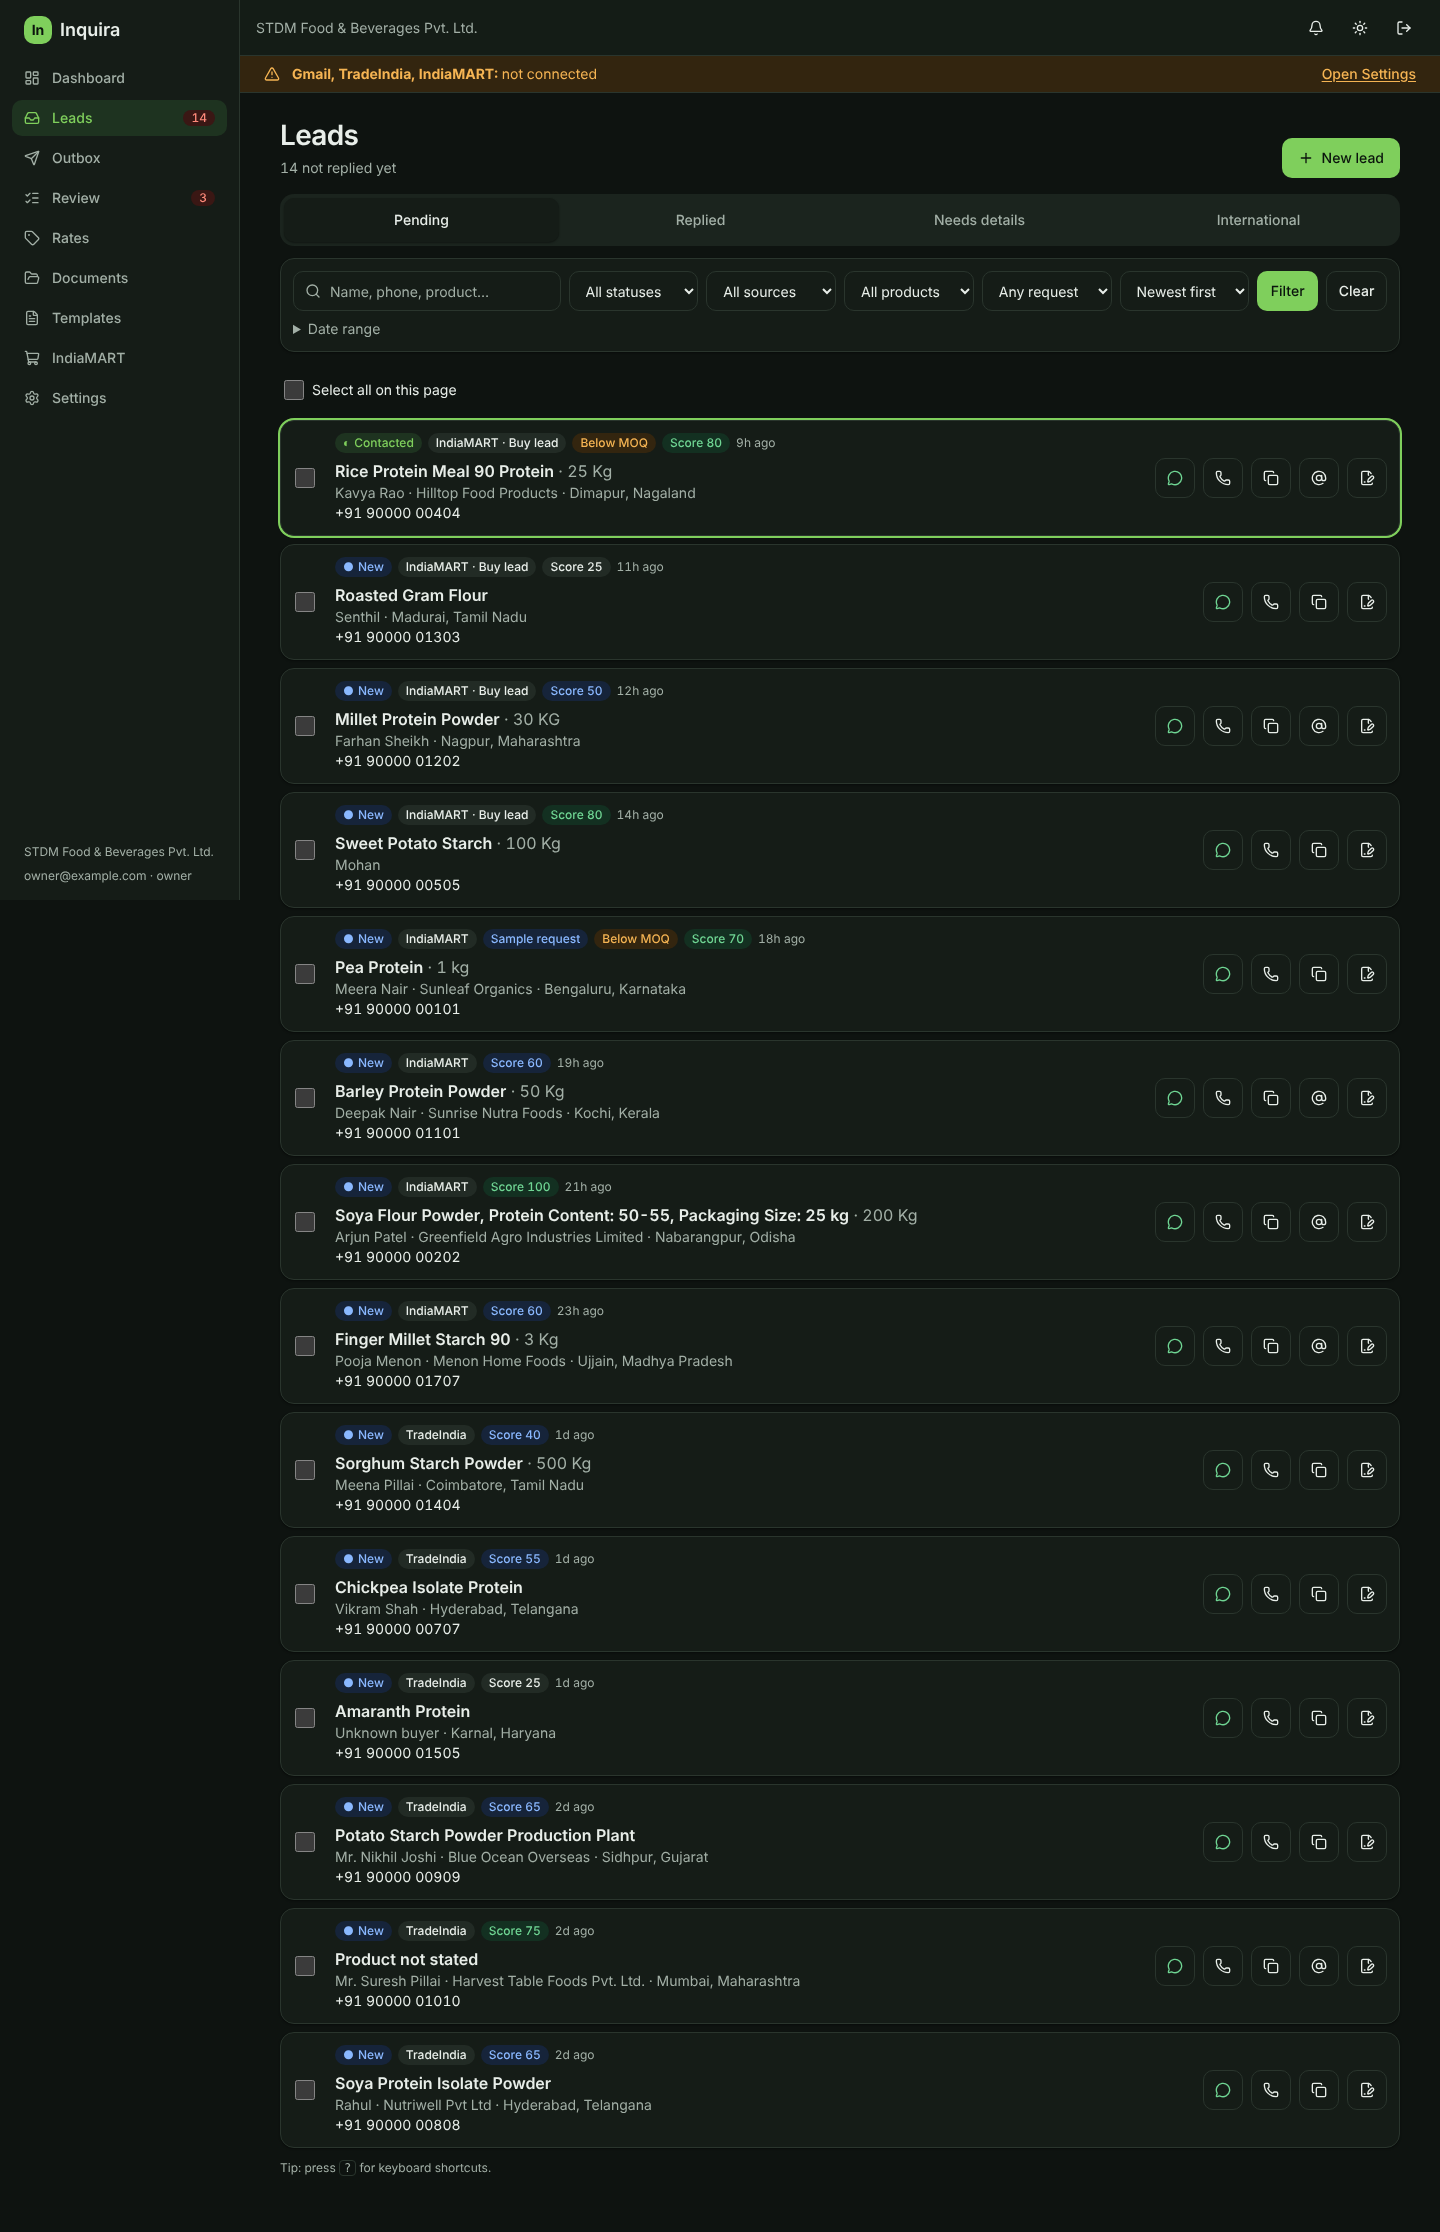 In Inquira
Dashboard
Leads 14
Outbox
Review 3
Rates
Documents
Templates
IndiaMART
Settings
STDM Food & Beverages Pvt. Ltd.
owner@example.com · owner
STDM Food & Beverages Pvt. Ltd.
Gmail, TradeIndia, IndiaMART: not connected Open Settings
Leads
14 not replied yet
New lead
Pending Replied Needs details International
Name, phone, product... All statuses All sources All products Any request Newest first Filter Clear
Date range
Select all on this page
Contacted IndiaMART · Buy lead Below MOQ Score 80 9h ago
Rice Protein Meal 90 Protein · 25 Kg
Kavya Rao · Hilltop Food Products · Dimapur, Nagaland
+91 90000 00404
New IndiaMART · Buy lead Score 25 11h ago
Roasted Gram Flour
Senthil · Madurai, Tamil Nadu
+91 90000 01303
New IndiaMART · Buy lead Score 50 12h ago
Millet Protein Powder · 30 KG
Farhan Sheikh · Nagpur, Maharashtra
+91 90000 01202
New IndiaMART · Buy lead Score 80 14h ago
Sweet Potato Starch · 100 Kg
Mohan
+91 90000 00505
New IndiaMART Sample request Below MOQ Score 70 18h ago
Pea Protein · 1 kg
Meera Nair · Sunleaf Organics · Bengaluru, Karnataka
+91 90000 00101
New IndiaMART Score 60 19h ago
Barley Protein Powder · 50 Kg
Deepak Nair · Sunrise Nutra Foods · Kochi, Kerala
+91 90000 01101
New IndiaMART Score 100 21h ago
Soya Flour Powder, Protein Content: 50-55, Packaging Size: 25 kg · 200 Kg
Arjun Patel · Greenfield Agro Industries Limited · Nabarangpur, Odisha
+91 90000 00202
New IndiaMART Score 60 23h ago
Finger Millet Starch 90 · 3 Kg
Pooja Menon · Menon Home Foods · Ujjain, Madhya Pradesh
+91 90000 01707
New TradeIndia Score 40 1d ago
Sorghum Starch Powder · 500 Kg
Meena Pillai · Coimbatore, Tamil Nadu
+91 90000 01404
New TradeIndia Score 55 1d ago
Chickpea Isolate Protein
Vikram Shah · Hyderabad, Telangana
+91 90000 00707
New TradeIndia Score 25 1d ago
Amaranth Protein
Unknown buyer · Karnal, Haryana
+91 90000 01505
New TradeIndia Score 65 2d ago
Potato Starch Powder Production Plant
Mr. Nikhil Joshi · Blue Ocean Overseas · Sidhpur, Gujarat
+91 90000 00909
New TradeIndia Score 75 2d ago
Product not stated
Mr. Suresh Pillai · Harvest Table Foods Pvt. Ltd. · Mumbai, Maharashtra
+91 90000 01010
New TradeIndia Score 65 2d ago
Soya Protein Isolate Powder
Rahul · Nutriwell Pvt Ltd · Hyderabad, Telangana
+91 90000 00808
Tip: press ? for keyboard shortcuts.